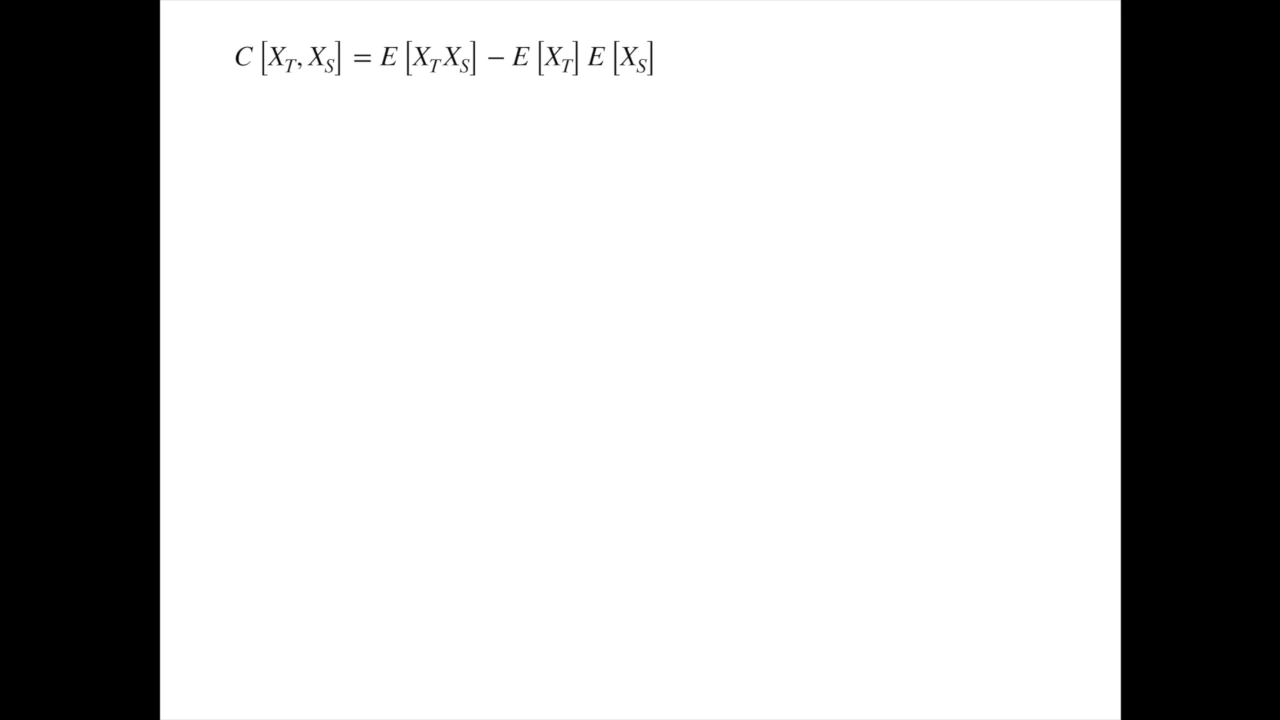 C [X_T, X_S] = E [X_T X_S] − E [X_T] E [X_S]